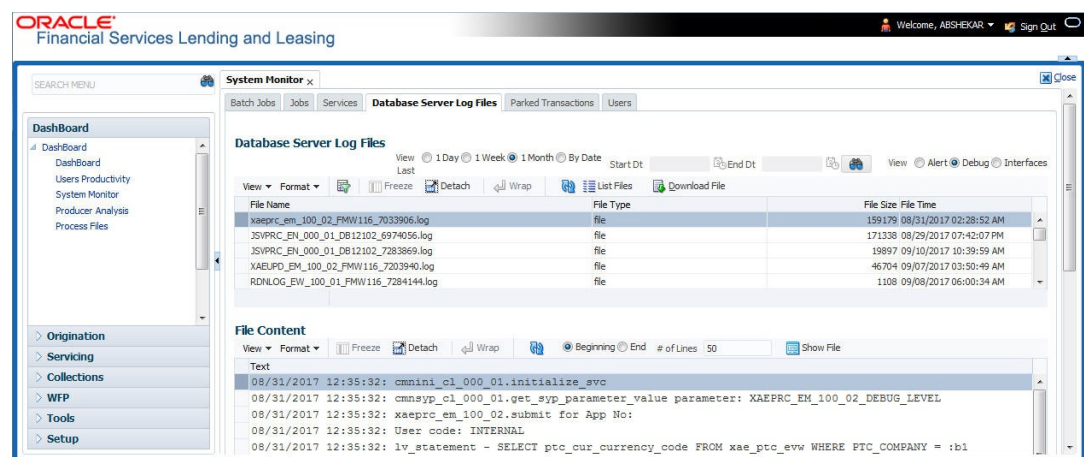 ORACLE®
Financial Services Lending and Leasing
Welcome, ABSHEKAR Sign Out
SEARCH MENU
System Monitor x
Close
Batch Jobs Jobs Services Database Server Log Files Parked Transactions Users
DashBoard
DashBoard
DashBoard
Users Productivity
System Monitor
Producer Analysis
Process Files
Origination
Servicing
Collections
WFP
Tools
Setup
Database Server Log Files
View Last 1 Day 1 Week 1 Month By Date Start Dt End Dt View Alert Debug Interfaces
View Format Freeze Detach Wrap List Files Download File
File Name File Type File Size File Time
xaeprc_em_100_02_FMW116_7033906.log file 159179 08/31/2017 02:28:52 AM
JSVPRC_EN_000_01_DB12102_6974056.log file 171338 08/29/2017 07:42:07 PM
JSVPRC_EN_000_01_DB12102_7283869.log file 19897 09/10/2017 10:39:59 AM
XAEUPD_EM_100_02_FMW116_7203940.log file 46704 09/07/2017 03:50:49 AM
RDNLOG_EW_100_01_FMW116_7284144.log file 1108 09/08/2017 06:00:34 AM
File Content
View Format Freeze Detach Wrap Beginning End # of Lines 50 Show File
Text
08/31/2017 12:35:32: cmnini_cl_000_01.initialize_svc
08/31/2017 12:35:32: cmnsyp_cl_000_01.get_syp_parameter_value parameter: XAEPRC_EM_100_02_DEBUG_LEVEL
08/31/2017 12:35:32: xaeprc_em_100_02.submit for App No:
08/31/2017 12:35:32: User code: INTERNAL
08/31/2017 12:35:32: lv_statement - SELECT ptc_cur_currency_code FROM xae_ptc_evw WHERE PTC_COMPANY = :b1